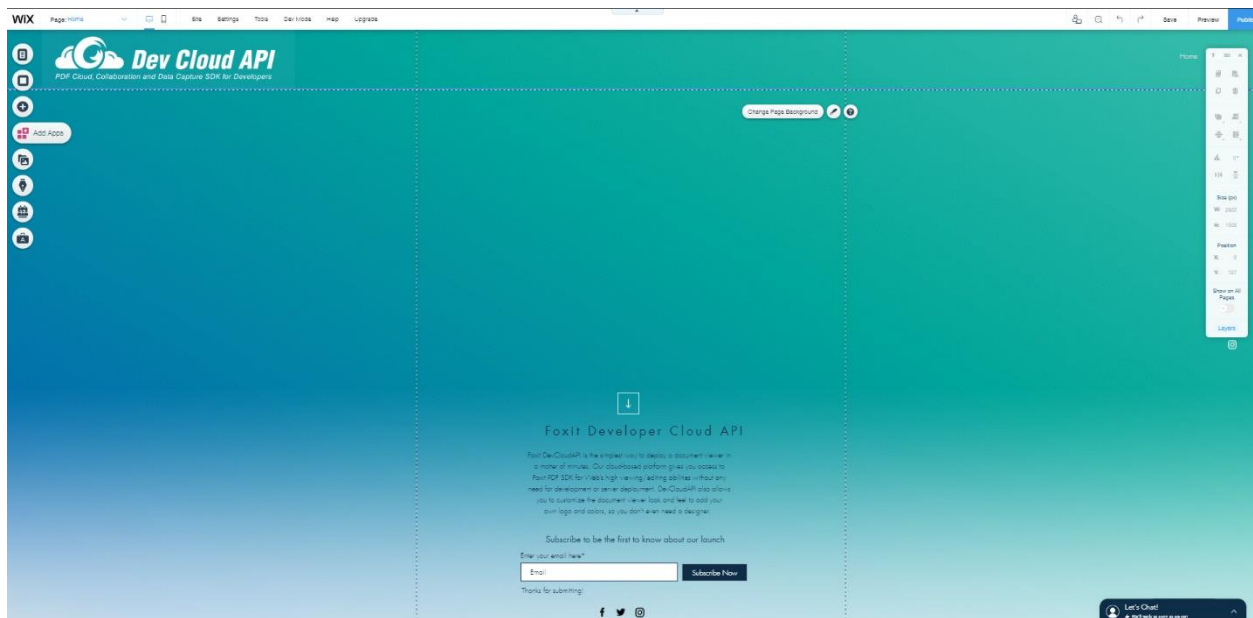 WiX Page: Home Site Settings Tools Dev Mode Help Upgrade Save Preview Publish
Dev Cloud API
PDF Cloud, Collaboration and Data Capture SDK for Developers
Home
Change Page Background
Add Apps
Size (px)
W:
H:
Position
X:
Y:
Show on All
Pages
Layers
Foxit Developer Cloud API
Foxit DevCloudAPI is the simplest way to deploy a document viewer in
a matter of minutes. Our cloud-based platform gives you access to
Foxit PDF SDK for Web's high viewing/editing abilities without any
need for development or server deployment. DevCloudAPI also allows
you to customize the document viewer look and feel to add your
own logo and colors, so you don't even need a designer.
Subscribe to be the first to know about our launch
Enter your email here*
Email
Subscribe Now
Thanks for submitting!
Let's Chat!